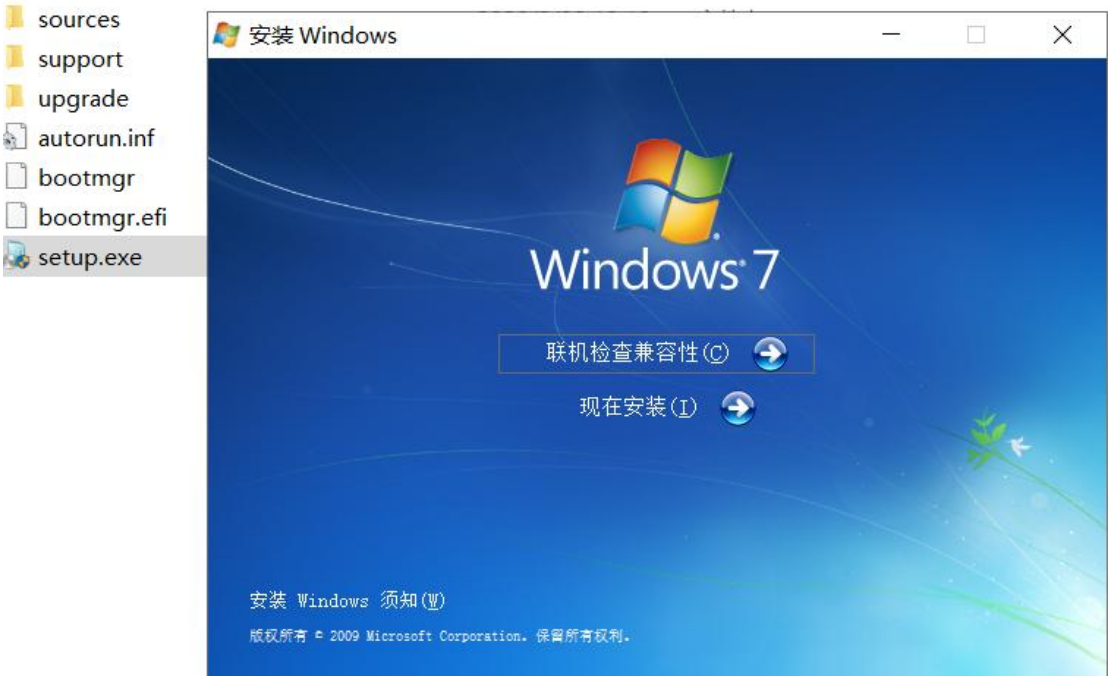 sources
support
upgrade
autorun.inf
bootmgr
bootmgr.efi
setup.exe
安装 Windows
Windows 7
联机检查兼容性(C)
现在安装(I)
安装 Windows 须知(W)
版权所有 © 2009 Microsoft Corporation。保留所有权利。